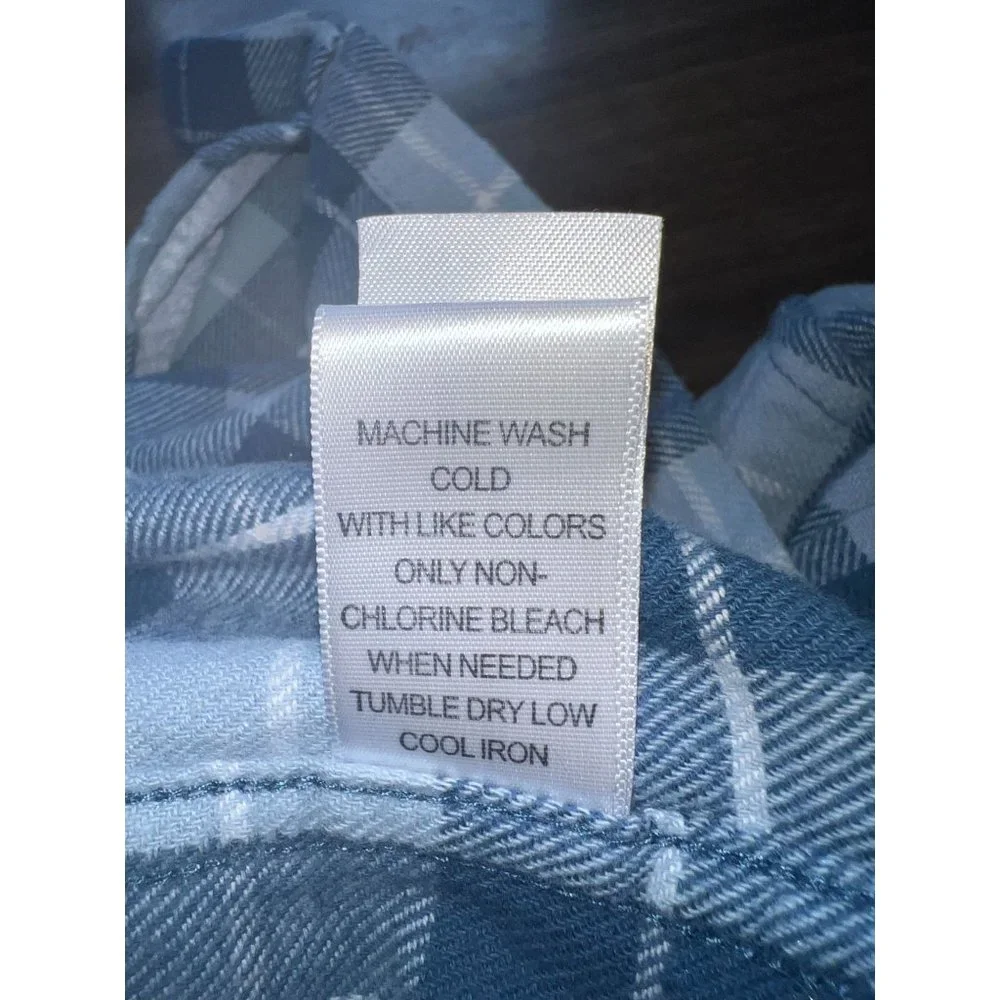 MACHINE WASH
COLD
WITH LIKE COLORS
ONLY NON-
CHLORINE BLEACH
WHEN NEEDED
TUMBLE DRY LOW
COOL IRON